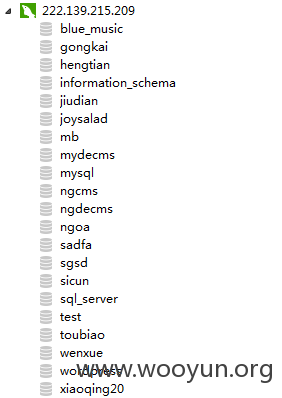 222.139.215.209
blue_music
gongkai
hengtian
information_schema
jiudian
joysalad
mb
mydecms
mysql
ngcms
ngdecms
ngoa
sadfa
sgsd
sicun
sql_server
test
toubiao
wenxue
wordpress
www.wooyun.org
xiaoqing20